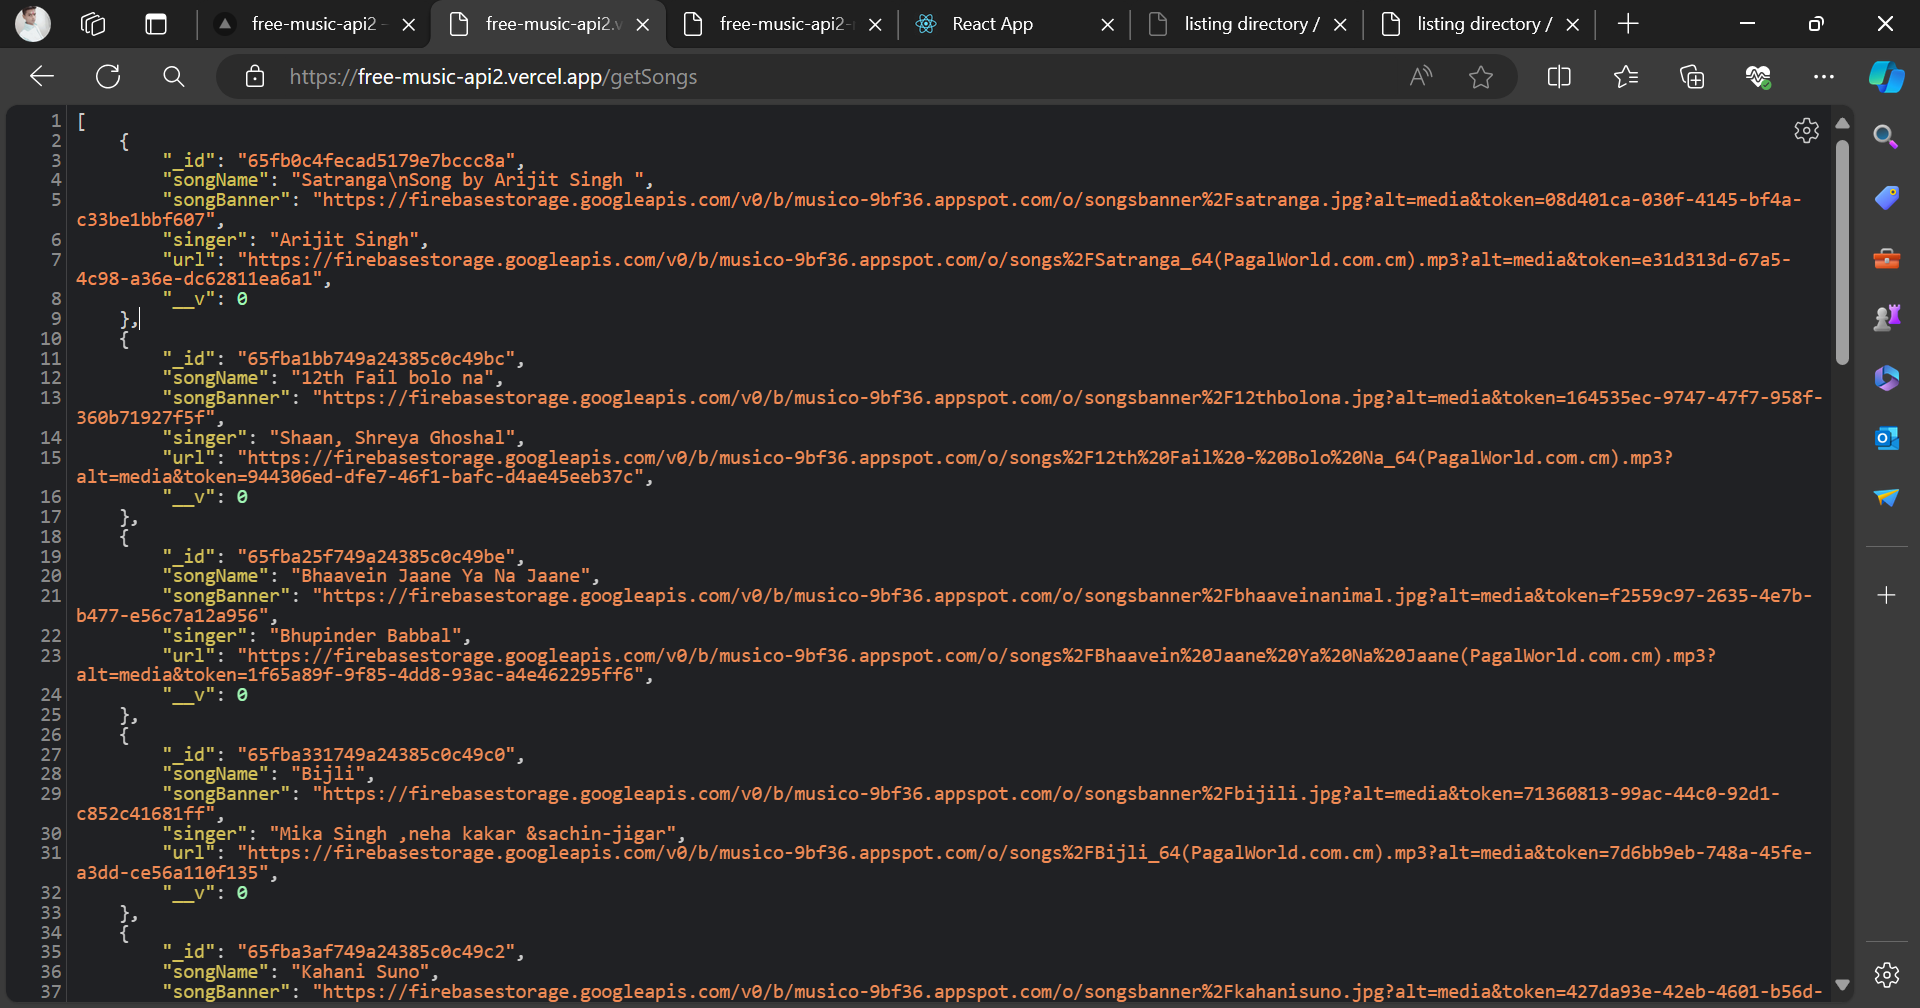 free-music-api2 -
free-music-api2.v
free-music-api2-
React App
listing directory /
listing directory /
https://free-music-api2.vercel.app/getSongs
1 [
2 {
3 "_id": "65fb0c4fecad5179e7bccc8a",
4 "songName": "Satranga\nSong by Arijit Singh ",
5 "songBanner": "https://firebasestorage.googleapis.com/v0/b/musico-9bf36.appspot.com/o/songsbanner%2Fsatranga.jpg?alt=media&token=08d401ca-030f-4145-bf4a-
c33be1bbf607",
6 "singer": "Arijit Singh",
7 "url": "https://firebasestorage.googleapis.com/v0/b/musico-9bf36.appspot.com/o/songs%2FSatranga_64(PagalWorld.com.cm).mp3?alt=media&token=e31d313d-67a5-
4c98-a36e-dc62811ea6a1",
8 "__v": 0
9 },
10 {
11 "_id": "65fba1bb749a24385c0c49bc",
12 "songName": "12th Fail bolo na",
13 "songBanner": "https://firebasestorage.googleapis.com/v0/b/musico-9bf36.appspot.com/o/songsbanner%2F12thbolona.jpg?alt=media&token=164535ec-9747-47f7-958f-
360b71927f5f",
14 "singer": "Shaan, Shreya Ghoshal",
15 "url": "https://firebasestorage.googleapis.com/v0/b/musico-9bf36.appspot.com/o/songs%2F12th%20Fail%20-%20Bolo%20Na_64(PagalWorld.com.cm).mp3?
alt=media&token=944306ed-dfe7-46f1-bafc-d4ae45eeb37c",
16 "__v": 0
17 },
18 {
19 "_id": "65fba25f749a24385c0c49be",
20 "songName": "Bhaavein Jaane Ya Na Jaane",
21 "songBanner": "https://firebasestorage.googleapis.com/v0/b/musico-9bf36.appspot.com/o/songsbanner%2Fbhaaveinanimal.jpg?alt=media&token=f2559c97-2635-4e7b-
b477-e56c7a12a956",
22 "singer": "Bhupinder Babbal",
23 "url": "https://firebasestorage.googleapis.com/v0/b/musico-9bf36.appspot.com/o/songs%2FBhaavein%20Jaane%20Ya%20Na%20Jaane(PagalWorld.com.cm).mp3?
alt=media&token=1f65a89f-9f85-4dd8-93ac-a4e462295ff6",
24 "__v": 0
25 },
26 {
27 "_id": "65fba331749a24385c0c49c0",
28 "songName": "Bijli",
29 "songBanner": "https://firebasestorage.googleapis.com/v0/b/musico-9bf36.appspot.com/o/songsbanner%2Fbijili.jpg?alt=media&token=71360813-99ac-44c0-92d1-
c852c41681ff",
30 "singer": "Mika Singh ,neha kakar &sachin-jigar",
31 "url": "https://firebasestorage.googleapis.com/v0/b/musico-9bf36.appspot.com/o/songs%2FBijli_64(PagalWorld.com.cm).mp3?alt=media&token=7d6bb9eb-748a-45fe-
a3dd-ce56a110f135",
32 "__v": 0
33 },
34 {
35 "_id": "65fba3af749a24385c0c49c2",
36 "songName": "Kahani Suno",
37 "songBanner": "https://firebasestorage.googleapis.com/v0/b/musico-9bf36.appspot.com/o/songsbanner%2Fkahanisuno.jpg?alt=media&token=427da93e-42eb-4601-b56d-